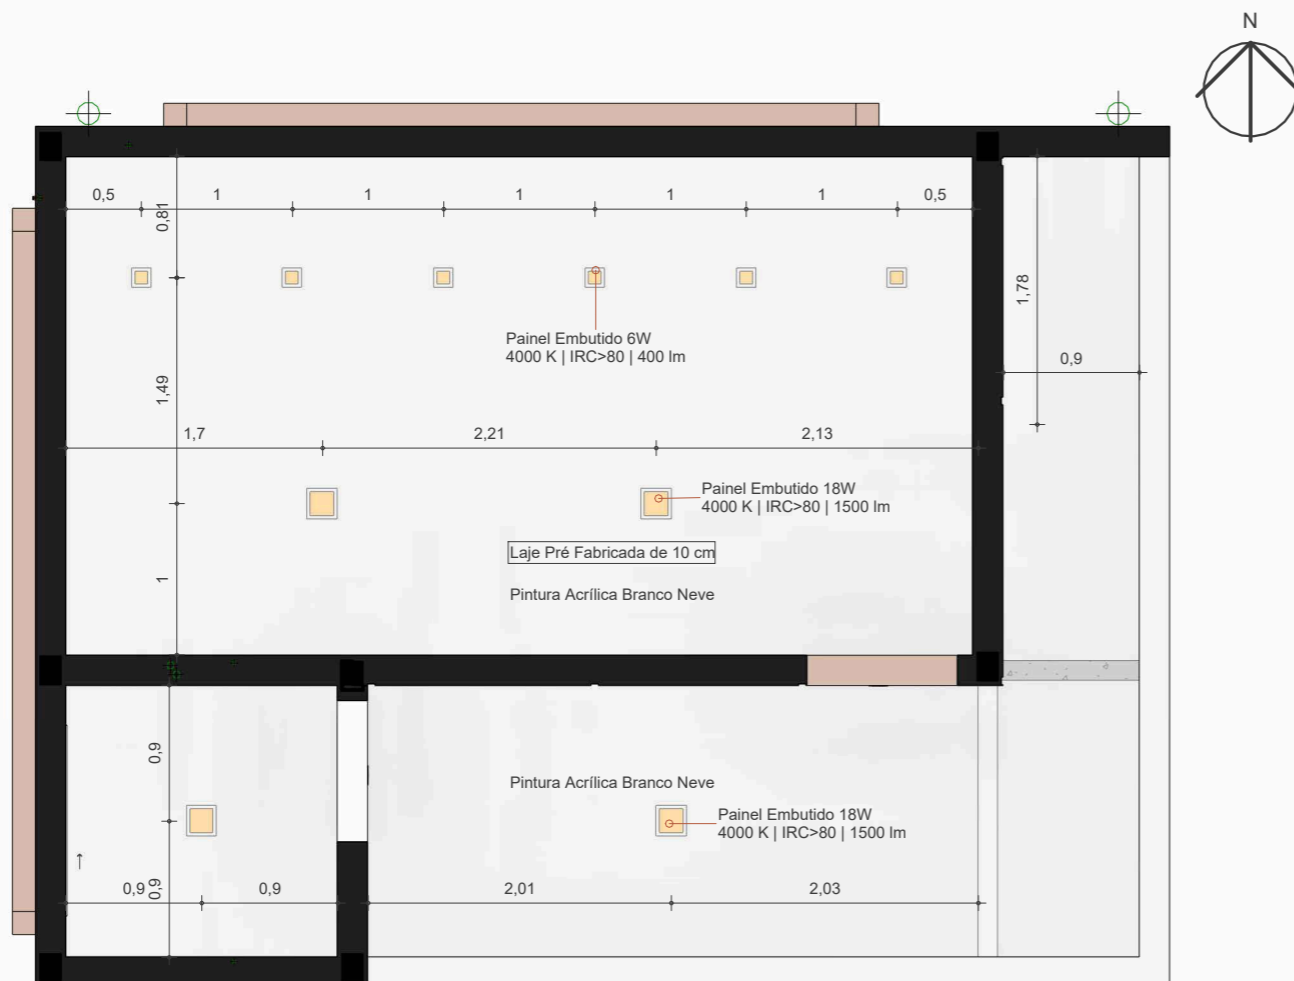 N
0,5
1
1
1
1
1
0,5
0,81
1,78
Painel Embutido 6W
4000 K | IRC>80 | 400 lm
0,9
1,49
1,7
2,21
2,13
Painel Embutido 18W
4000 K | IRC>80 | 1500 lm
Laje Pré Fabricada de 10 cm
1
Pintura Acrílica Branco Neve
0,9
Pintura Acrílica Branco Neve
Painel Embutido 18W
4000 K | IRC>80 | 1500 lm
0,9
0,9
0,9
2,01
2,03